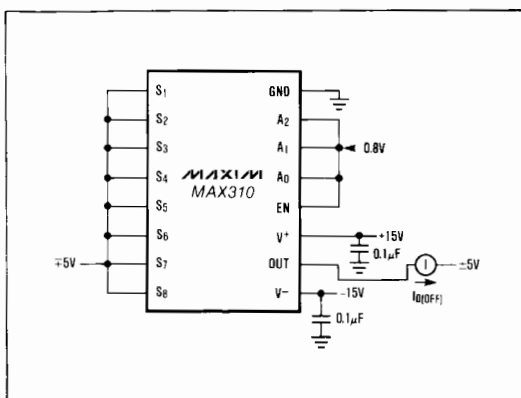 S1 GND
S2 A2
S3 A1 0.8V
S4 MAXIM A0
MAX310
S5 EN
S6 V+ +15V
0.1µF
∓5V S7 OUT I ±5V
ID(OFF)
S8 V− −15V
0.1µF